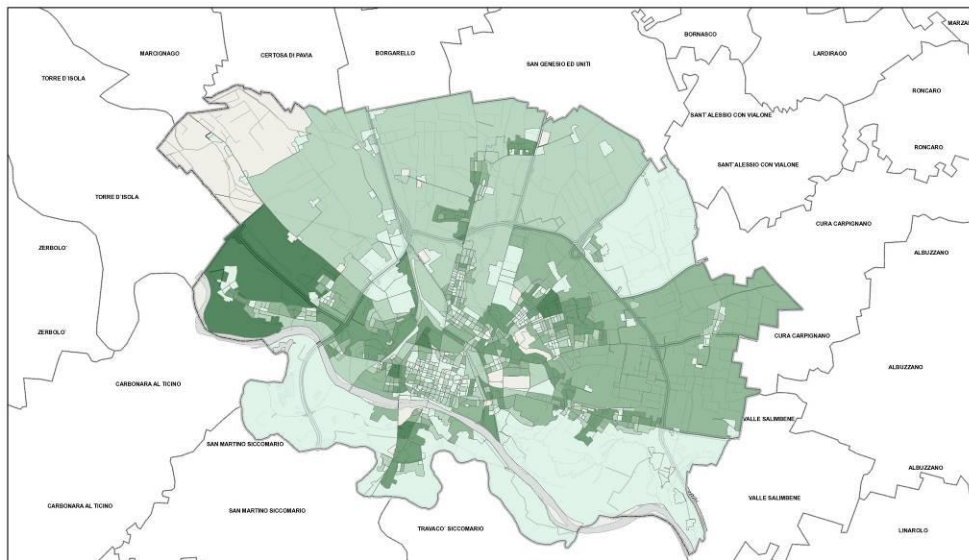 MARZA
BORNASCO
MARCIGNAGO
CERTOSA DI PAVIA
BORGARELLO
LARDIRAGO
SAN GENESIO ED UNITI
TORRE D'ISOLA
RONCARO
SANT'ALESSIO CON VIALONE
RONCARO
SANT'ALESSIO CON VIALONE
TORRE D'ISOLA
CURA CARPIGNANO
ZERBOLO'
ALBUZZANO
ZERBOLO'
CURA CARPIGNANO
ALBUZZANO
CARBONARA AL TICINO
VALLE SALIMBENE
SAN MARTINO SICCOMARIO
ALBUZZANO
VALLE SALIMBENE
CARBONARA AL TICINO
SAN MARTINO SICCOMARIO
TRAVACO' SICCOMARIO
LINAROLO